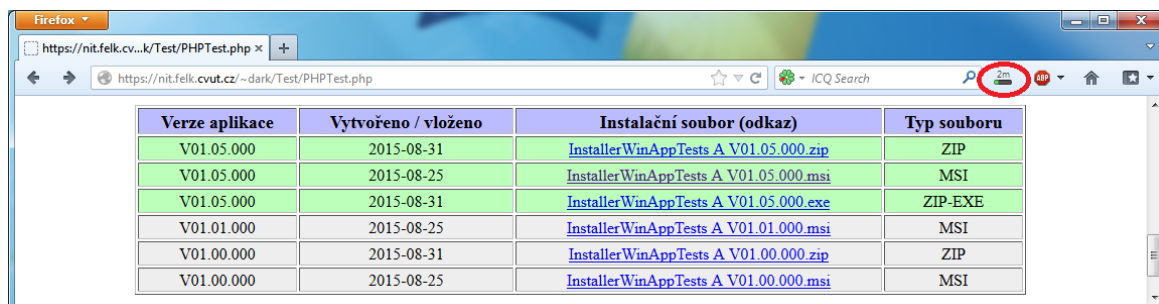 Firefox
https://nit.felk.cv...k/Test/PHPTest.php × +
https://nit.felk.cvut.cz/~dark/Test/PHPTest.php ICQ Search 2m ABP
Verze aplikace Vytvořeno / vloženo Instalační soubor (odkaz) Typ souboru
V01.05.000 2015-08-31 InstallerWinAppTests A V01.05.000.zip ZIP
V01.05.000 2015-08-25 InstallerWinAppTests A V01.05.000.msi MSI
V01.05.000 2015-08-25 InstallerWinAppTests A V01.05.000.exe ZIP-EXE
V01.01.000 2015-08-25 InstallerWinAppTests A V01.01.000.msi MSI
V01.00.000 2015-08-31 InstallerWinAppTests A V01.00.000.zip ZIP
V01.00.000 2015-08-25 InstallerWinAppTests A V01.00.000.msi MSI